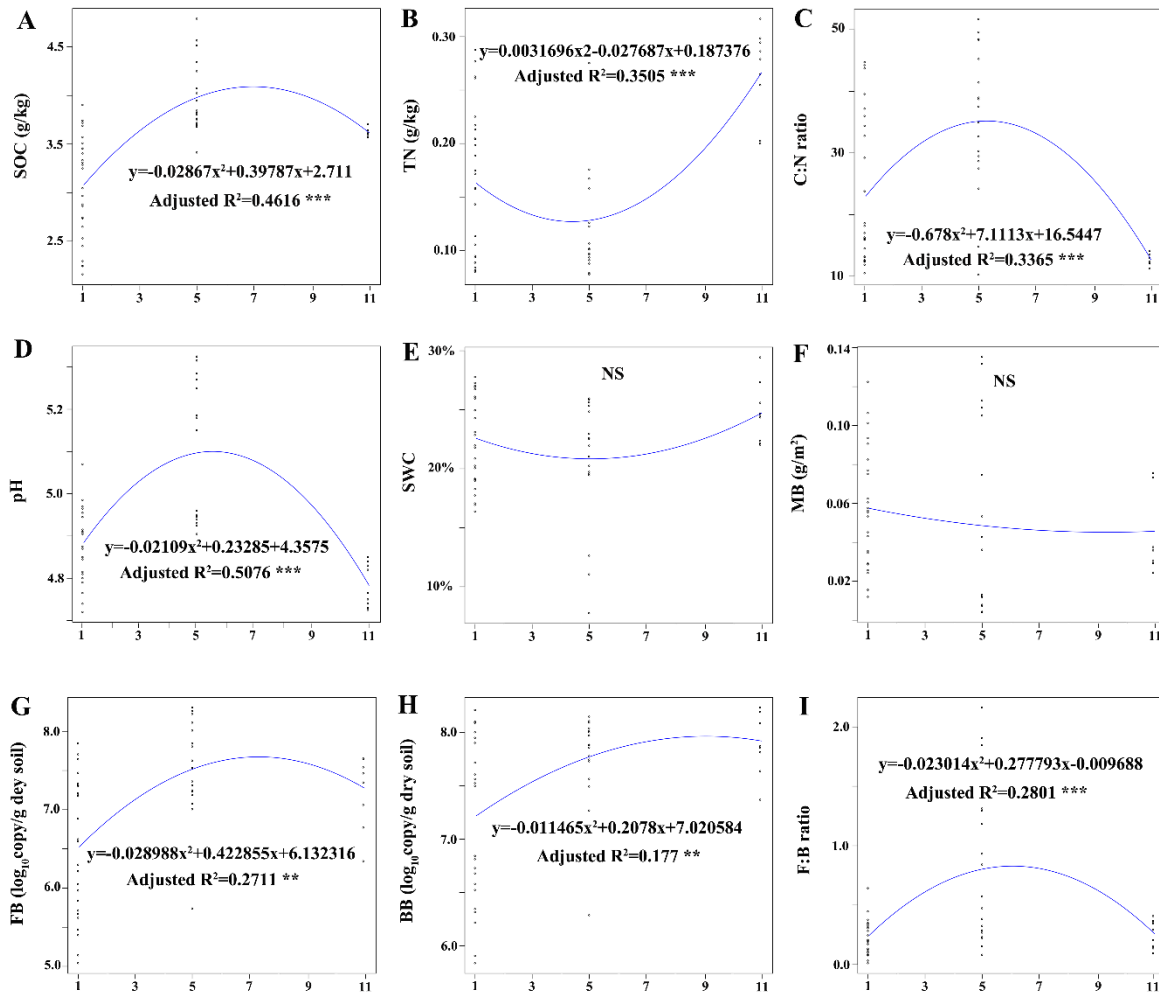 A
SOC (g/kg)
4.5
3.5
2.5
y=-0.02867x²+0.39787x+2.711
Adjusted R²=0.4616 ***
1 3 5 7 9 11
B
TN (g/kg)
0.30
0.20
0.10
y=0.0031696x2-0.027687x+0.187376
Adjusted R²=0.3505 ***
1 3 5 7 9 11
C
C:N ratio
50
30
10
y=-0.678x²+7.1113x+16.5447
Adjusted R²=0.3365 ***
1 3 5 7 9 11
D
pH
5.2
5.0
4.8
y=-0.02109x²+0.23285+4.3575
Adjusted R²=0.5076 ***
1 3 5 7 9 11
E
SWC
30%
20%
10%
NS
1 3 5 7 9 11
F
MB (g/m²)
0.14
0.10
0.06
0.02
NS
1 3 5 7 9 11
G
FB (log₁₀copy/g dey soil)
8.0
7.0
6.0
5.0
y=-0.028988x²+0.422855x+6.132316
Adjusted R²=0.2711 **
1 3 5 7 9 11
H
BB (log₁₀copy/g dry soil)
8.0
7.0
6.0
y=-0.011465x²+0.2078x+7.020584
Adjusted R²=0.177 **
1 3 5 7 9 11
I
F:B ratio
2.0
1.0
0.0
y=-0.023014x²+0.277793x-0.009688
Adjusted R²=0.2801 ***
1 3 5 7 9 11